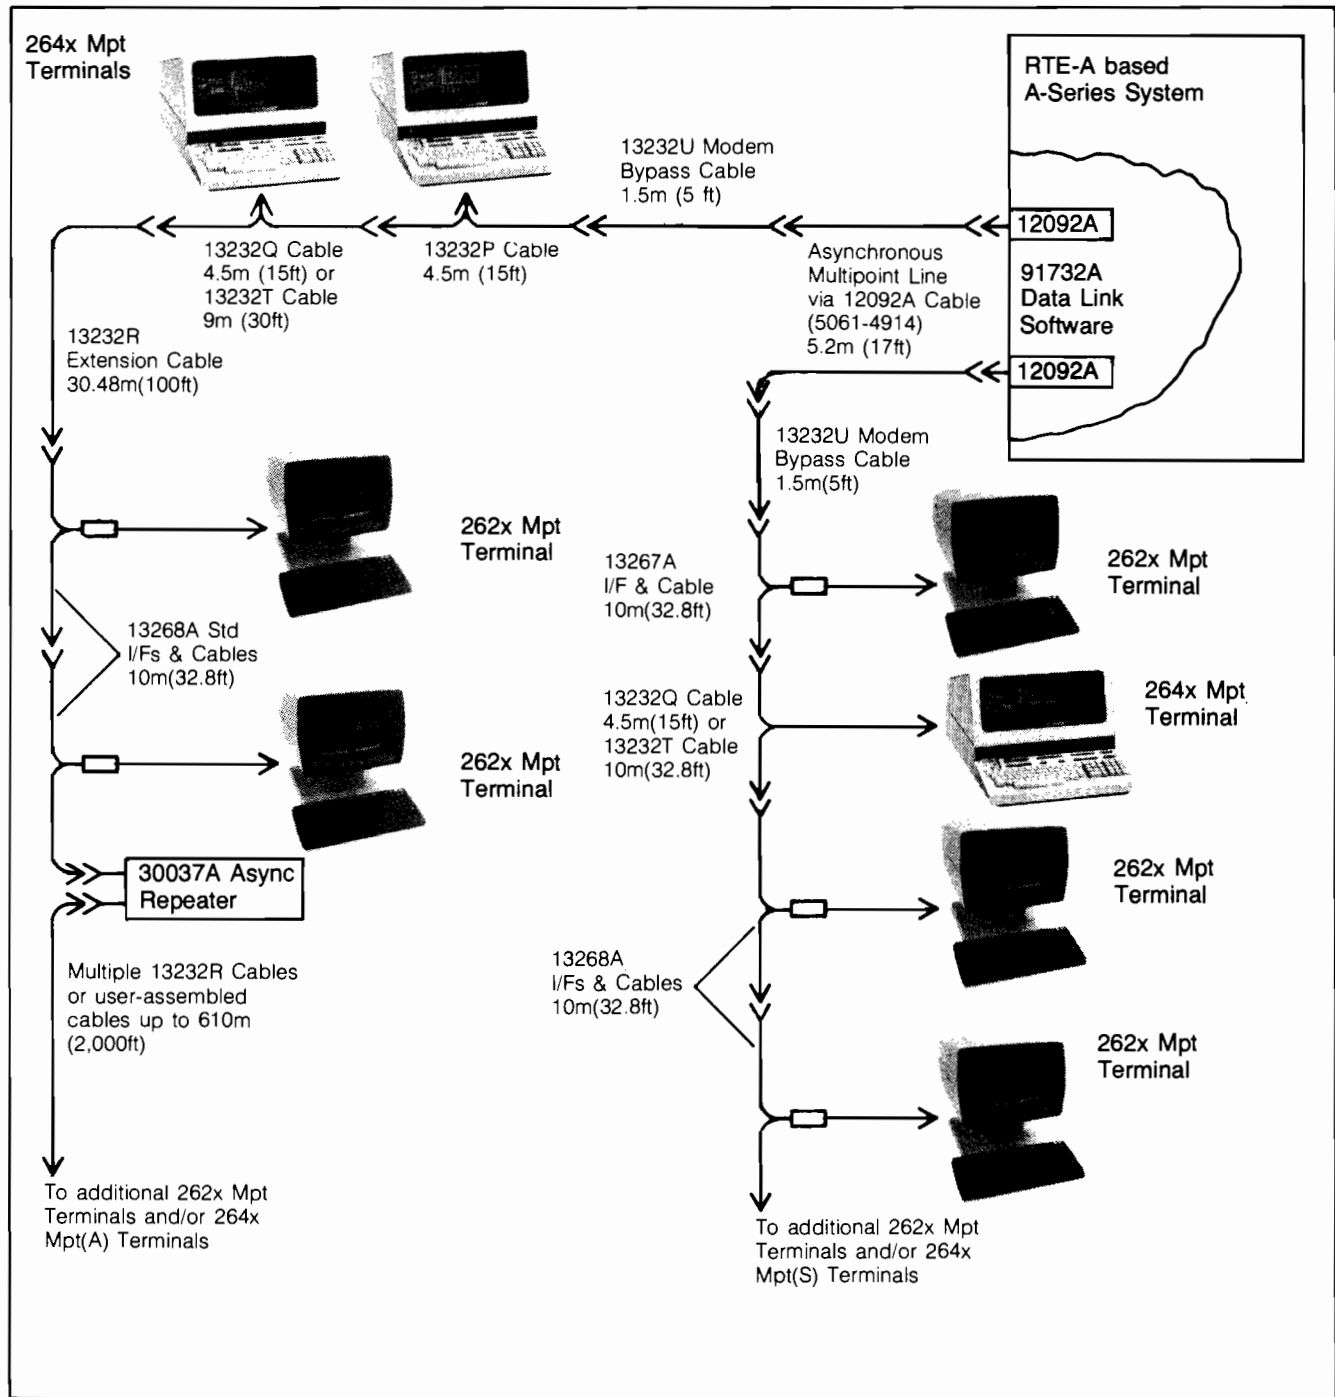 264x Mpt
Terminals
RTE-A based
A-Series System
13232U Modem
Bypass Cable
1.5m (5 ft)
12092A
13232Q Cable
4.5m (15ft) or
13232T Cable
9m (30ft)
13232P Cable
4.5m (15ft)
Asynchronous
Multipoint Line
via 12092A Cable
(5061-4914)
5.2m (17ft)
91732A
Data Link
Software
12092A
13232R
Extension Cable
30.48m(100ft)
13232U Modem
Bypass Cable
1.5m(5ft)
262x Mpt
Terminal
13267A
I/F & Cable
10m(32.8ft)
262x Mpt
Terminal
13268A Std
I/Fs & Cables
10m(32.8ft)
13232Q Cable
4.5m(15ft) or
13232T Cable
10m(32.8ft)
264x Mpt
Terminal
262x Mpt
Terminal
30037A Async
Repeater
262x Mpt
Terminal
Multiple 13232R Cables
or user-assembled
cables up to 610m
(2,000ft)
13268A
I/Fs & Cables
10m(32.8ft)
262x Mpt
Terminal
To additional 262x Mpt
Terminals and/or 264x
Mpt(A) Terminals
To additional 262x Mpt
Terminals and/or 264x
Mpt(S) Terminals